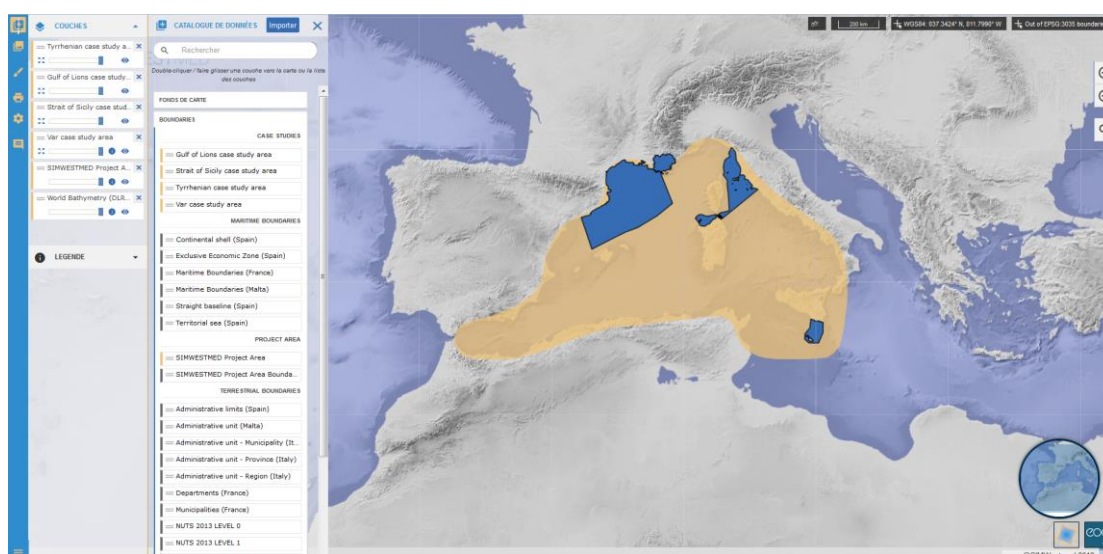 COUCHES
Tyrrhenian case study a...
Gulf of Lions case study...
Strait of Sicily case stud...
Var case study area
SIMWESTMED Project A...
World Bathymetry (DLR...
LEGENDE
CATALOGUE DE DONNÉES Importer
Rechercher
Double-cliquer / faire glisser une couche vers la carte ou la liste
des couches
FONDS DE CARTE
BOUNDARIES
CASE STUDIES
Gulf of Lions case study area
Strait of Sicily case study area
Tyrrhenian case study area
Var case study area
MARITIME BOUNDARIES
Continental shelf (Spain)
Exclusive Economic Zone (Spain)
Maritime Boundaries (France)
Maritime Boundaries (Malta)
Straight baseline (Spain)
Territorial sea (Spain)
PROJECT AREA
SIMWESTMED Project Area
SIMWESTMED Project Area Bounda...
TERRESTRIAL BOUNDARIES
Administrative limits (Spain)
Administrative unit (Malta)
Administrative unit - Municipality (It...
Administrative unit - Province (Italy)
Administrative unit - Region (Italy)
Departments (France)
Municipalities (France)
NUTS 2013 LEVEL 0
NUTS 2013 LEVEL 1
200 km
WGS84: 037.3424° N, 011.7990° W
Out of EPSG:3035 boundarie